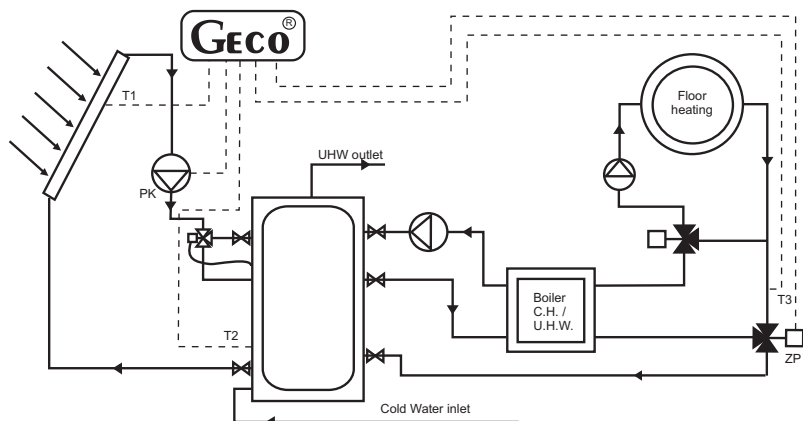 GECO®
T1
Floor
heating
UHW outlet
PK
T3
Boiler
C.H. /
U.H.W.
T2
ZP
Cold Water inlet